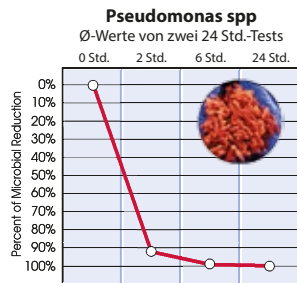 Pseudomonas spp
Ø-Werte von zwei 24 Std.-Tests
0 Std. 2 Std. 6 Std. 24 Std.
Percent of Microbial Reduction
0%
10%
20%
30%
40%
50%
60%
70%
80%
90%
100%